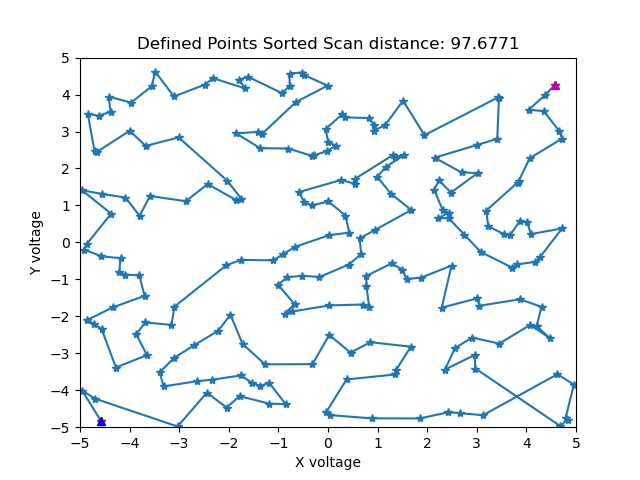 Defined Points Sorted Scan distance: 97.6771
5
4
3
2
1
0
−1
−2
−3
−4
−5
Y voltage
−5 −4 −3 −2 −1 0 1 2 3 4 5
X voltage